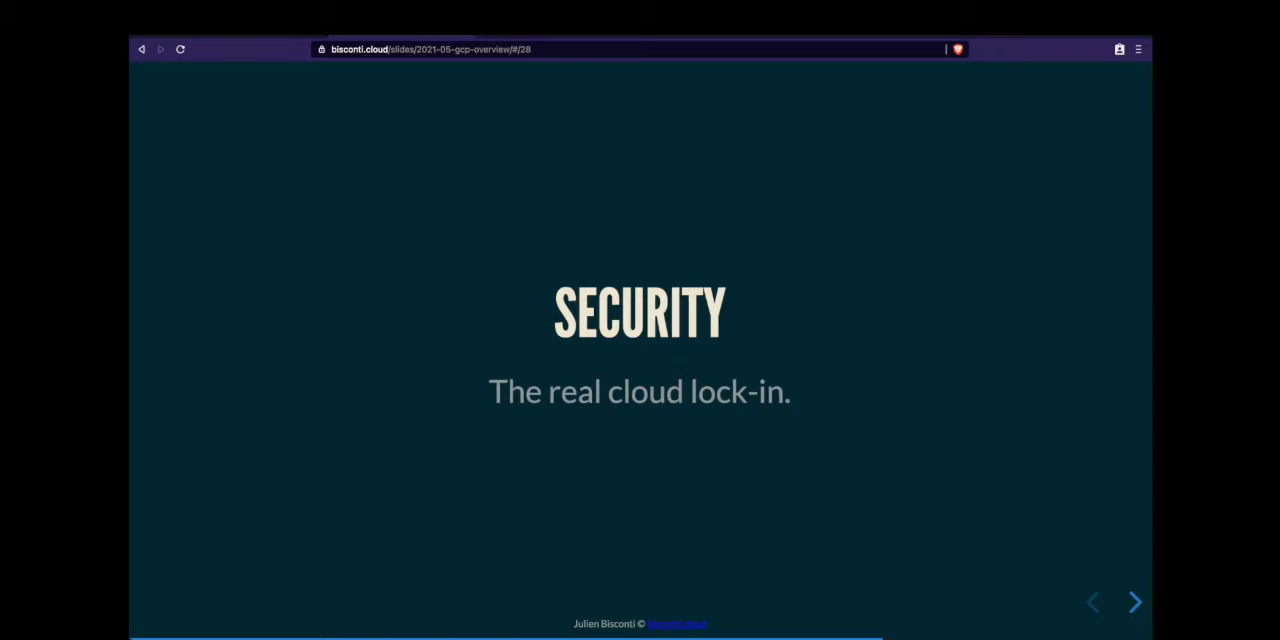 bisconti.cloud/slides/2021-05-gcp-overview/#/28
SECURITY
The real cloud lock-in.
Julien Bisconti ©